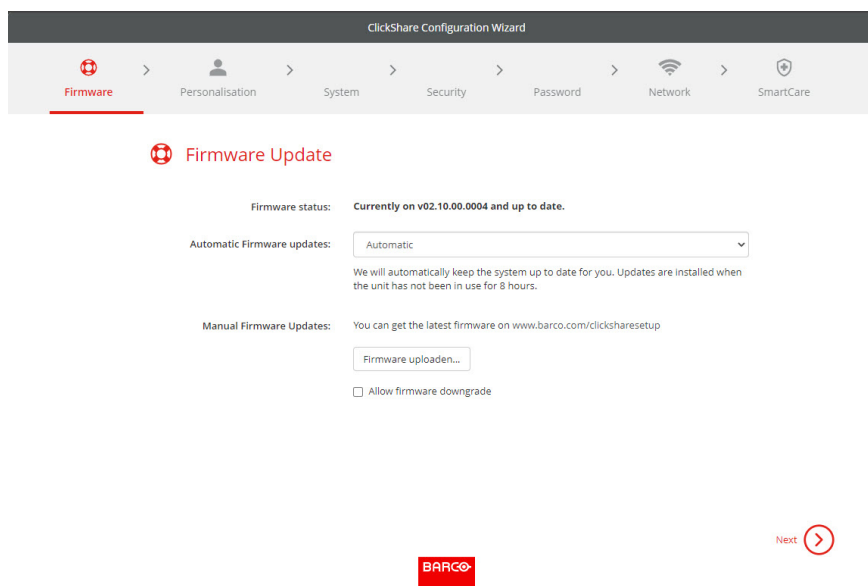 ClickShare Configuration Wizard
Firmware
Personalisation
System
Security
Password
Network
SmartCare
Firmware Update
Firmware status: Currently on v02.10.00.0004 and up to date.
Automatic Firmware updates: Automatic
We will automatically keep the system up to date for you. Updates are installed when
the unit has not been in use for 8 hours.
Manual Firmware Updates: You can get the latest firmware on www.barco.com/clicksharesetup
Firmware uploaden...
Allow firmware downgrade
Next
BARCO